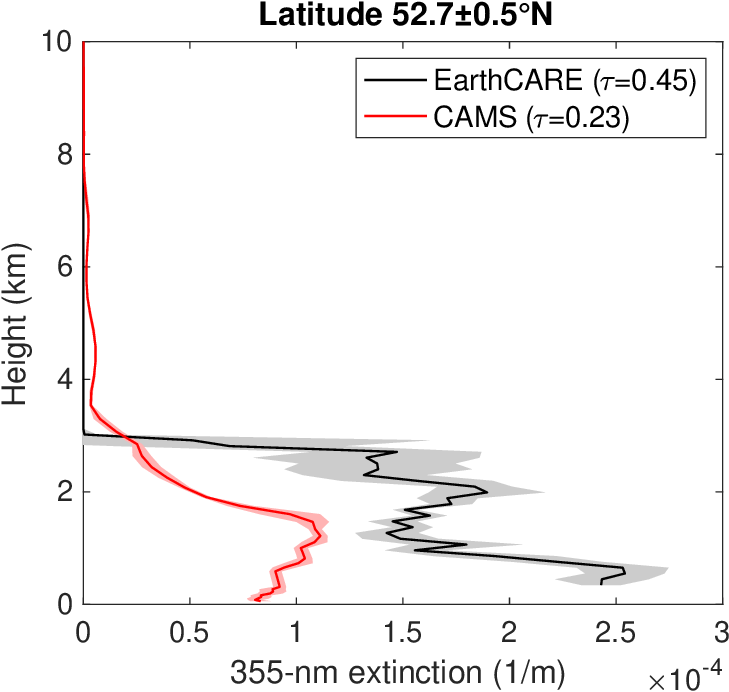 Latitude 52.7±0.5°N
EarthCARE (τ=0.45)
CAMS (τ=0.23)
10
8
6
4
2
0
Height (km)
0 0.5 1 1.5 2 2.5 3
355-nm extinction (1/m)
×10⁻⁴